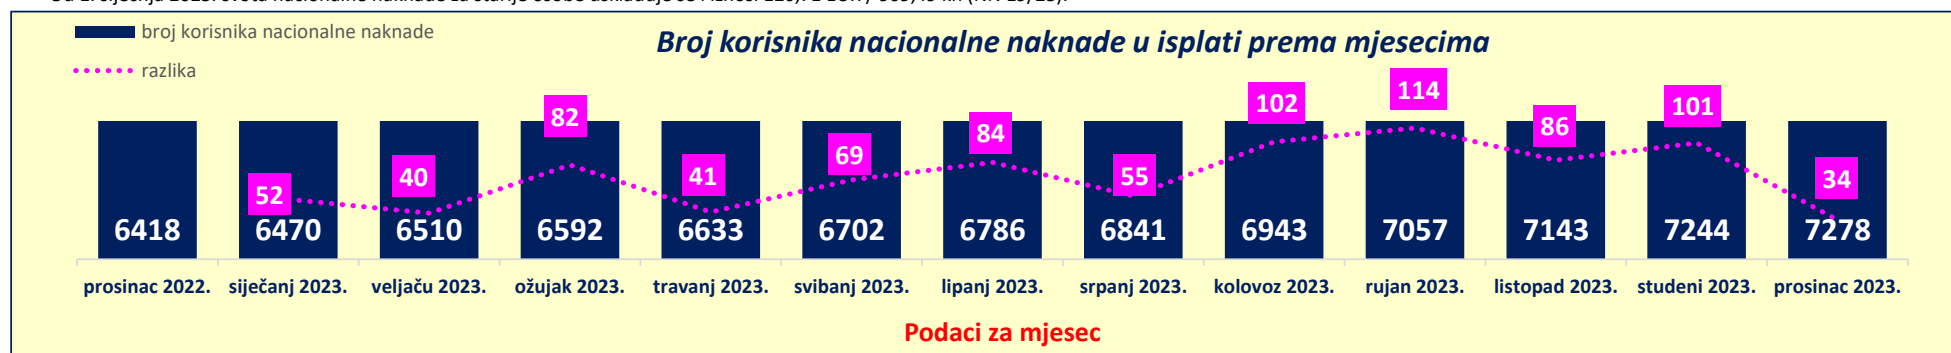 broj korisnika nacionalne naknade
razlika
Broj korisnika nacionalne naknade u isplati prema mjesecima
52 40 82 41 69 84 55 102 114 86 101 34
6418 6470 6510 6592 6633 6702 6786 6841 6943 7057 7143 7244 7278
prosinac 2022. siječanj 2023. veljaču 2023. ožujak 2023. travanj 2023. svibanj 2023. lipanj 2023. srpanj 2023. kolovoz 2023. rujan 2023. listopad 2023. studeni 2023. prosinac 2023.
Podaci za mjesec